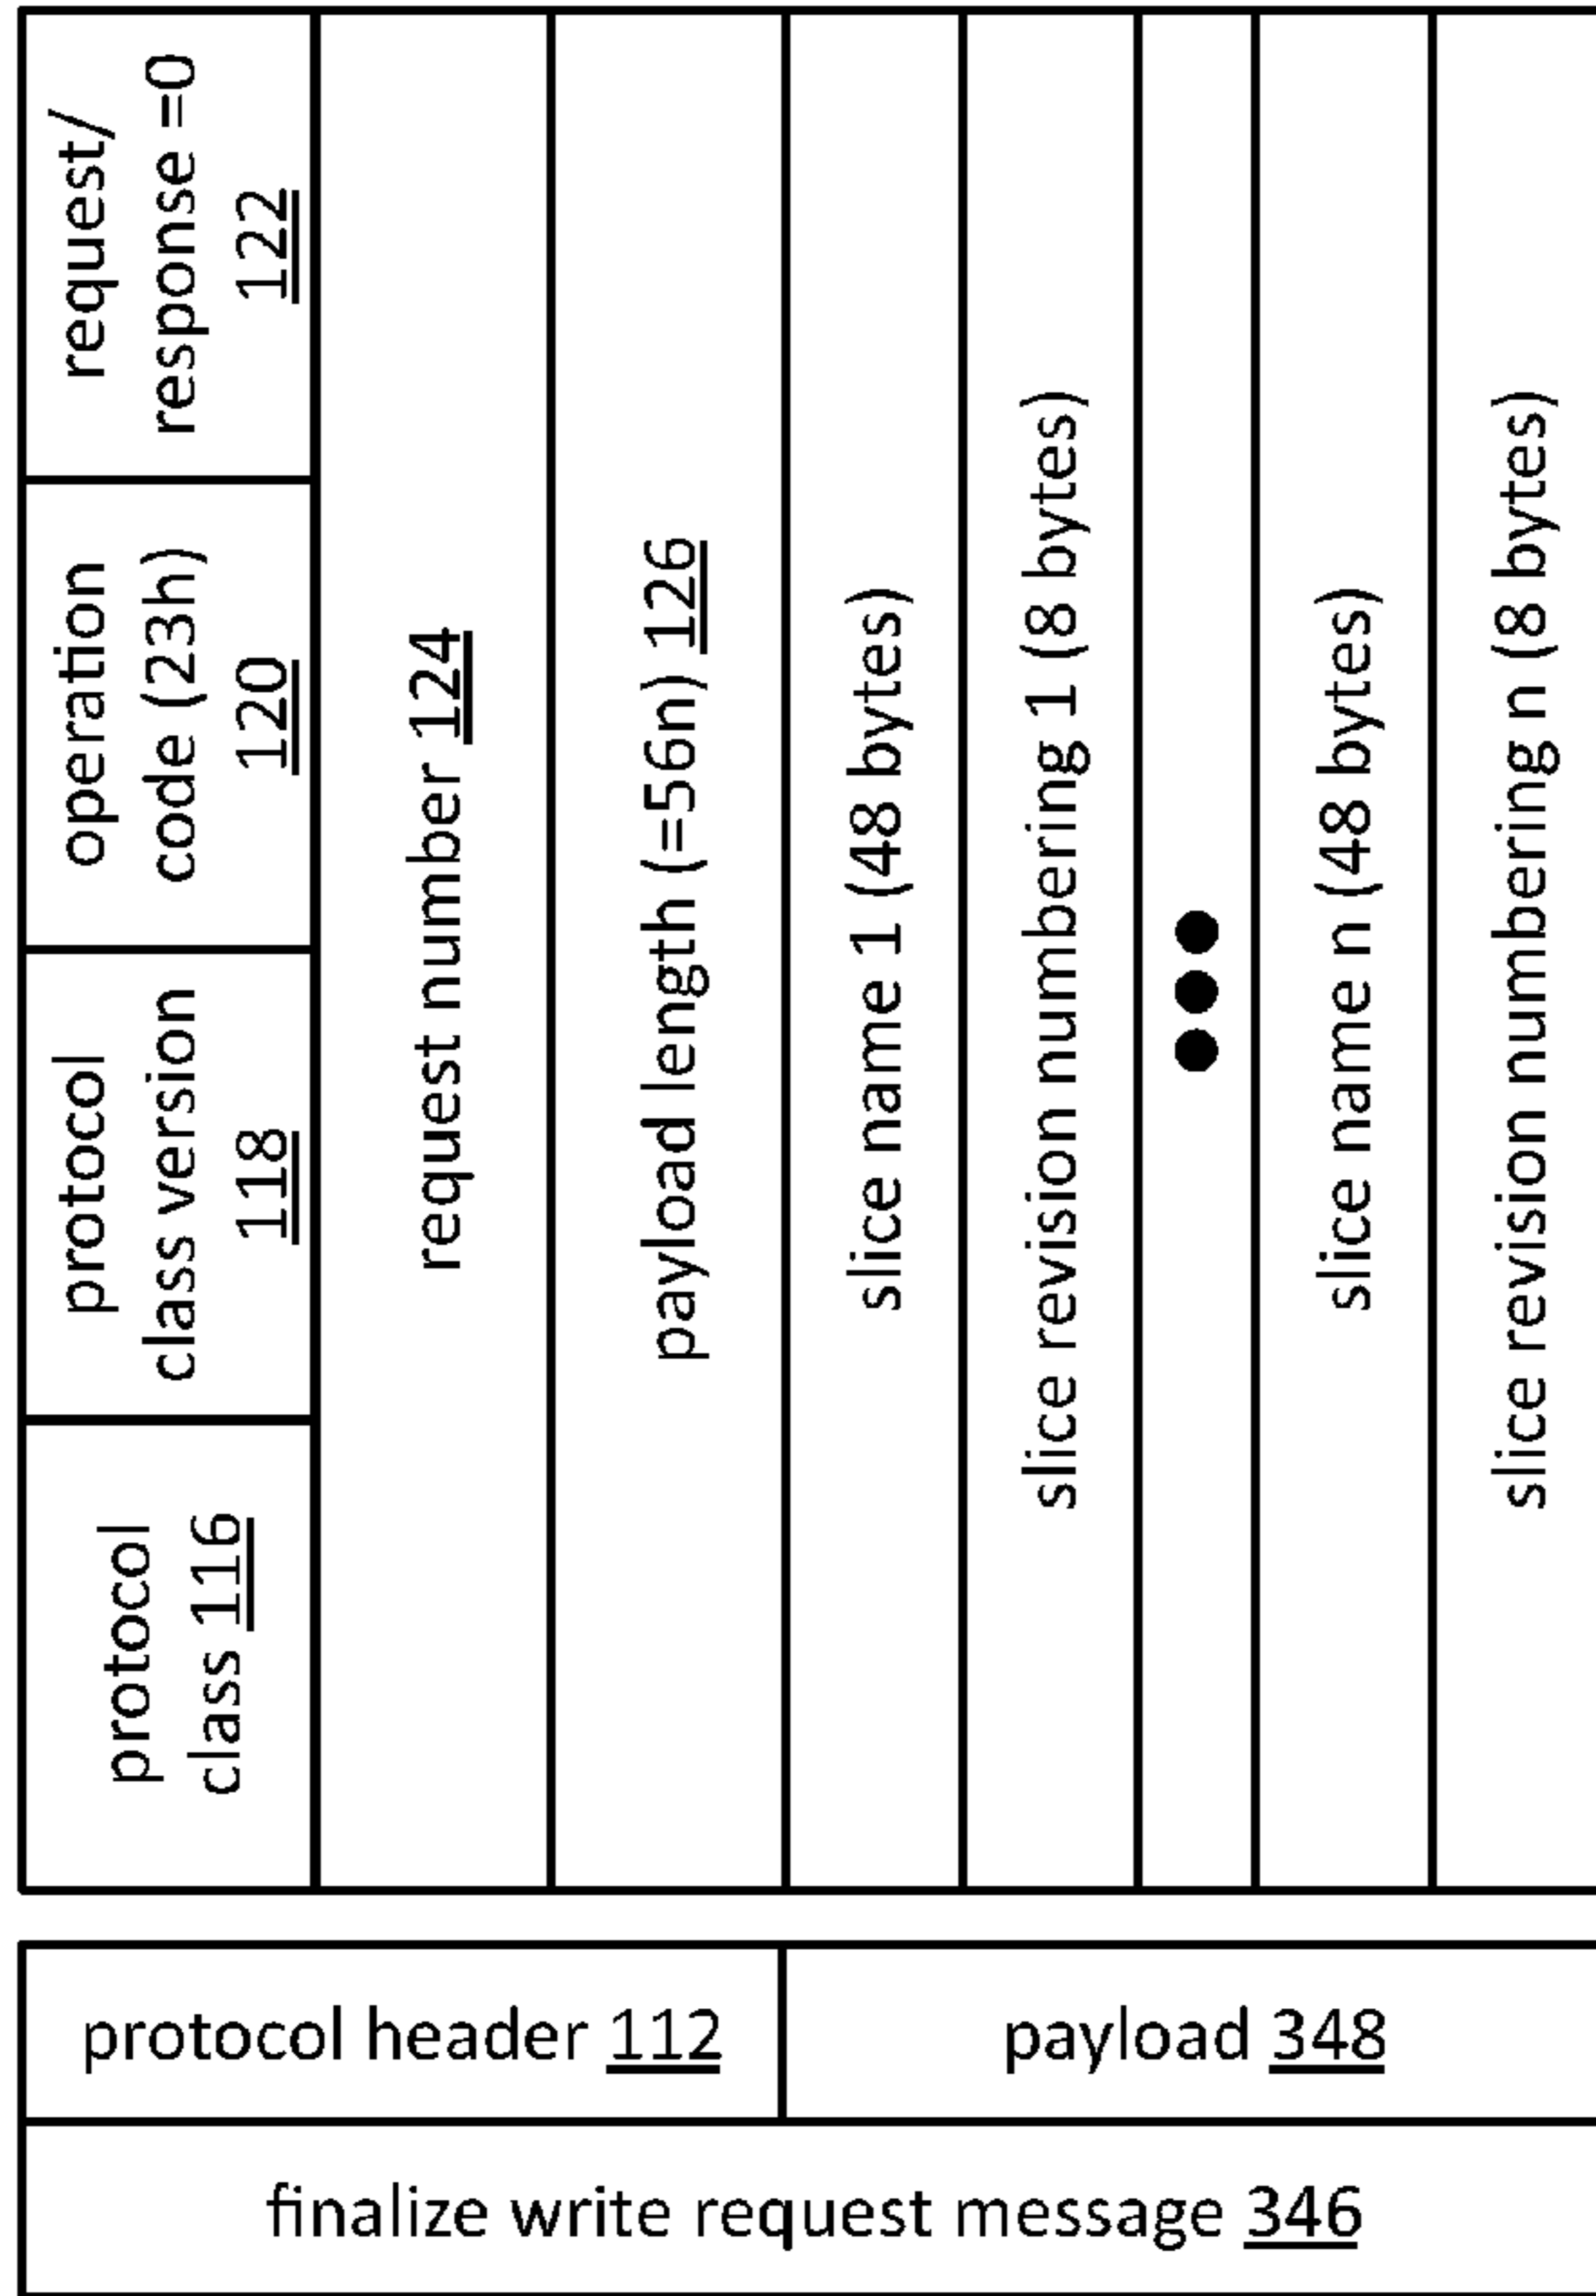 protocol
class 116
protocol
class version
118
operation
code (23h)
120
request/
response =0
122
request number 124
payload length (=56n) 126
slice name 1 (48 bytes)
slice revision numbering 1 (8 bytes)
slice name n (48 bytes)
slice revision numbering n (8 bytes)
protocol header 112
payload 348
finalize write request message 346